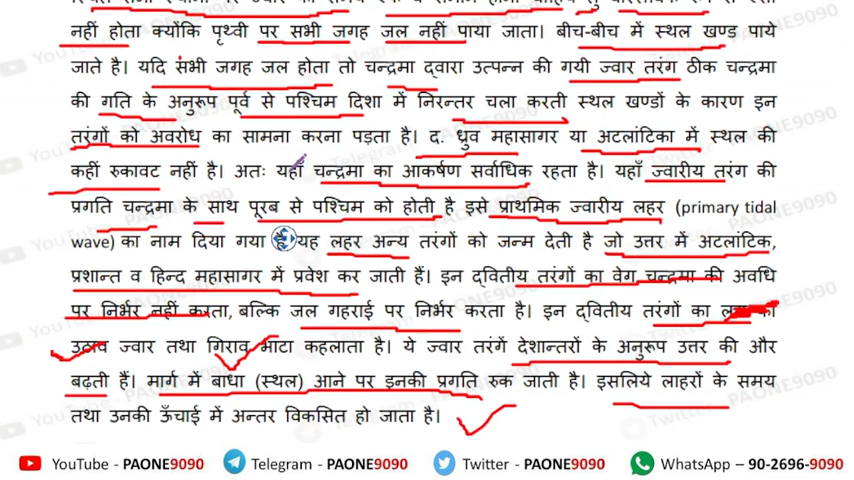 नहीं होता क्योंकि पृथ्वी पर सभी जगह जल नहीं पाया जाता। बीच-बीच में स्थल खण्ड पाये
जाते है। यदि सभी जगह जल होता तो चन्द्रमा द्वारा उत्पन्न की गयी ज्वार तरंग ठीक चन्द्रमा
की गति के अनुरूप पूर्व से पश्चिम दिशा में निरन्तर चला करती स्थल खण्डों के कारण इन
तरंगों को अवरोध का सामना करना पड़ता है। द. ध्रुव महासागर या अटलांटिका में स्थल की
कहीं रुकावट नहीं है। अतः यहाँ चन्द्रमा का आकर्षण सर्वाधिक रहता है। यहाँ ज्वारीय तरंग की
प्रगति चन्द्रमा के साथ पूरब से पश्चिम को होती है इसे प्राथमिक ज्वारीय लहर (primary tidal
wave) का नाम दिया गया है यह लहर अन्य तरंगों को जन्म देती है जो उत्तर में अटलांटिक,
प्रशान्त व हिन्द महासागर में प्रवेश कर जाती हैं। इन द्वितीय तरंगों का वेग चन्द्रमा की अवधि
पर निर्भर नहीं करता, बल्कि जल गहराई पर निर्भर करता है। इन द्वितीय तरंगों का
उठाव ज्वार तथा गिराव भाटा कहलाता है। ये ज्वार तरंगें देशान्तरों के अनुरूप उत्तर की और
बढ़ती हैं। मार्ग में बाधा (स्थल) आने पर इनकी प्रगति रुक जाती है। इसलिये लाहरों के समय
तथा उनकी ऊँचाई में अन्तर विकसित हो जाता है।
YouTube - PAONE9090 Telegram - PAONE9090 Twitter - PAONE9090 WhatsApp – 90-2696-9090